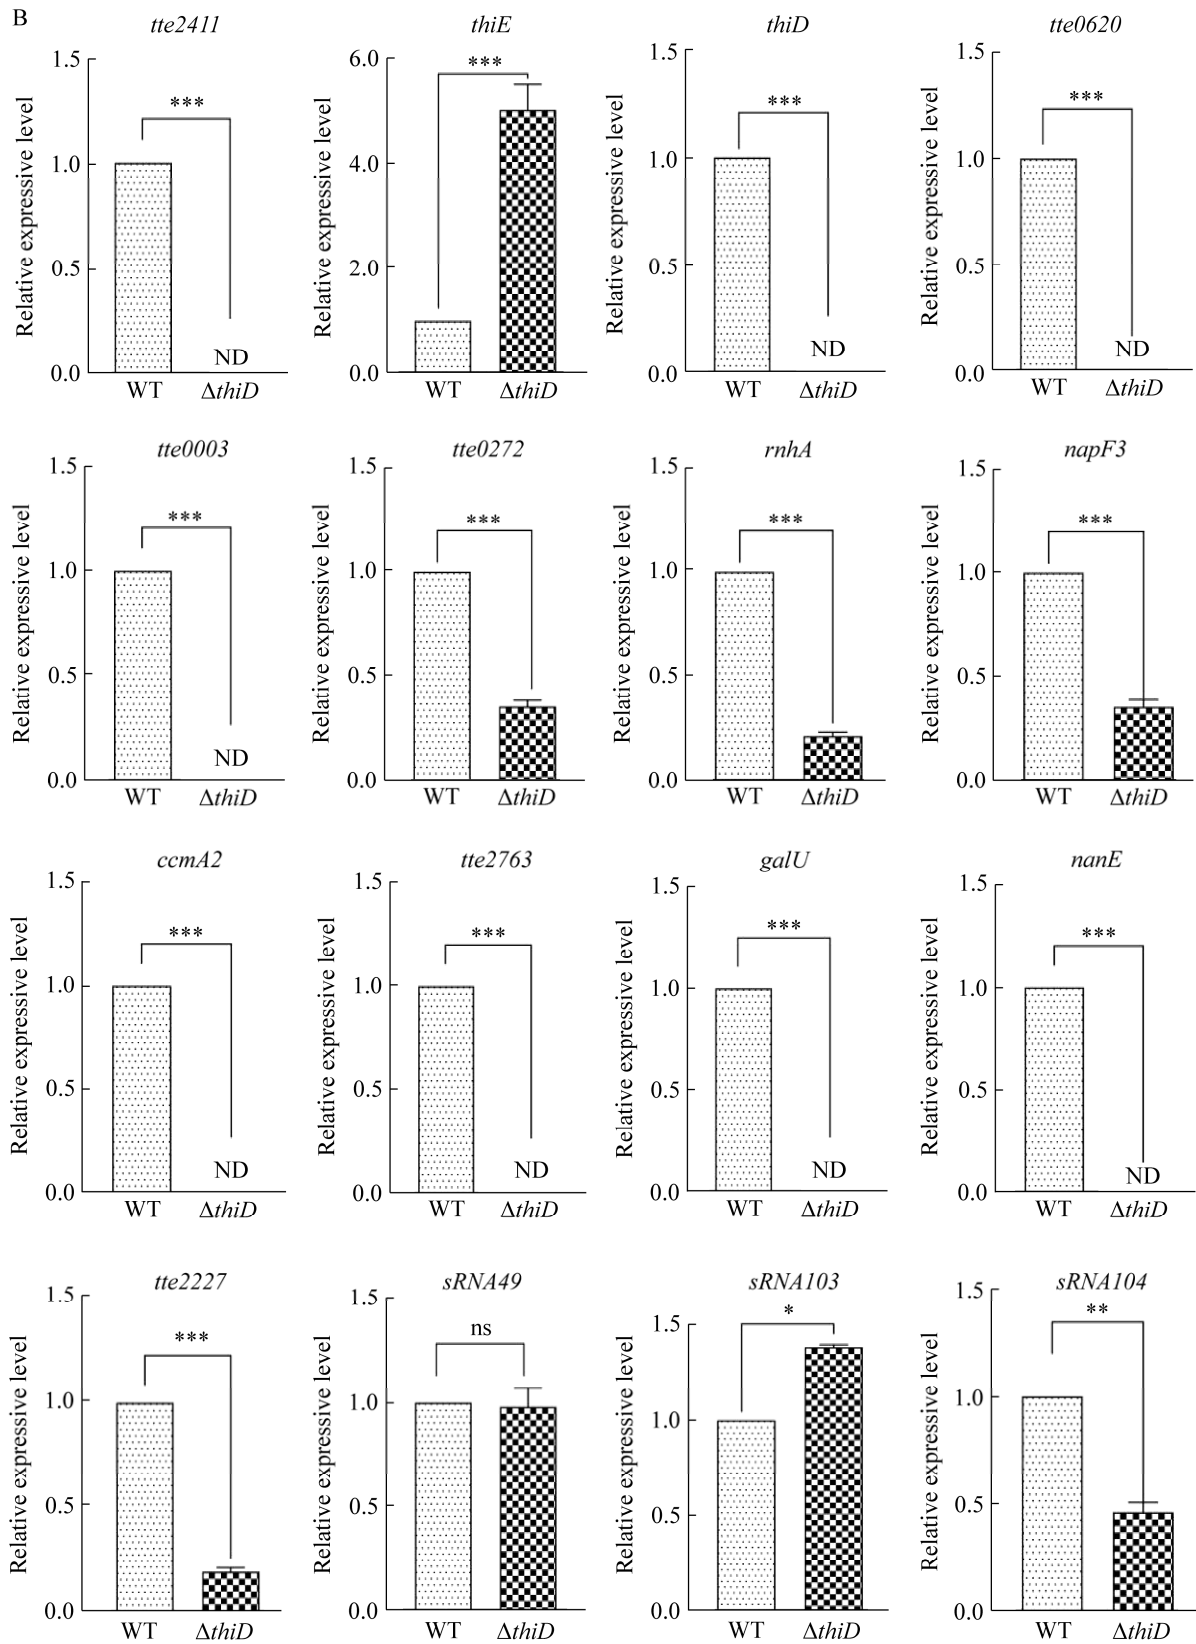 B
tte2411
1.5
1.0
0.5
0.0
Relative expressive level
***
ND
WT
ΔthiD
thiE
6.0
4.0
2.0
0.0
Relative expressive level
***
WT
ΔthiD
thiD
1.5
1.0
0.5
0.0
Relative expressive level
***
ND
WT
ΔthiD
tte0620
1.5
1.0
0.5
0.0
Relative expressive level
***
ND
WT
ΔthiD
tte0003
1.5
1.0
0.5
0.0
Relative expressive level
***
ND
WT
ΔthiD
tte0272
1.5
1.0
0.5
0.0
Relative expressive level
***
WT
ΔthiD
rnhA
1.5
1.0
0.5
0.0
Relative expressive level
***
WT
ΔthiD
napF3
1.5
1.0
0.5
0.0
Relative expressive level
***
WT
ΔthiD
ccmA2
1.5
1.0
0.5
0.0
Relative expressive level
***
ND
WT
ΔthiD
tte2763
1.5
1.0
0.5
0.0
Relative expressive level
***
ND
WT
ΔthiD
galU
1.5
1.0
0.5
0.0
Relative expressive level
***
ND
WT
ΔthiD
nanE
1.5
1.0
0.5
0.0
Relative expressive level
***
ND
WT
ΔthiD
tte2227
1.5
1.0
0.5
0.0
Relative expressive level
***
WT
ΔthiD
sRNA49
1.5
1.0
0.5
0.0
Relative expressive level
ns
WT
ΔthiD
sRNA103
1.5
1.0
0.5
0.0
Relative expressive level
*
WT
ΔthiD
sRNA104
1.5
1.0
0.5
0.0
Relative expressive level
**
WT
ΔthiD